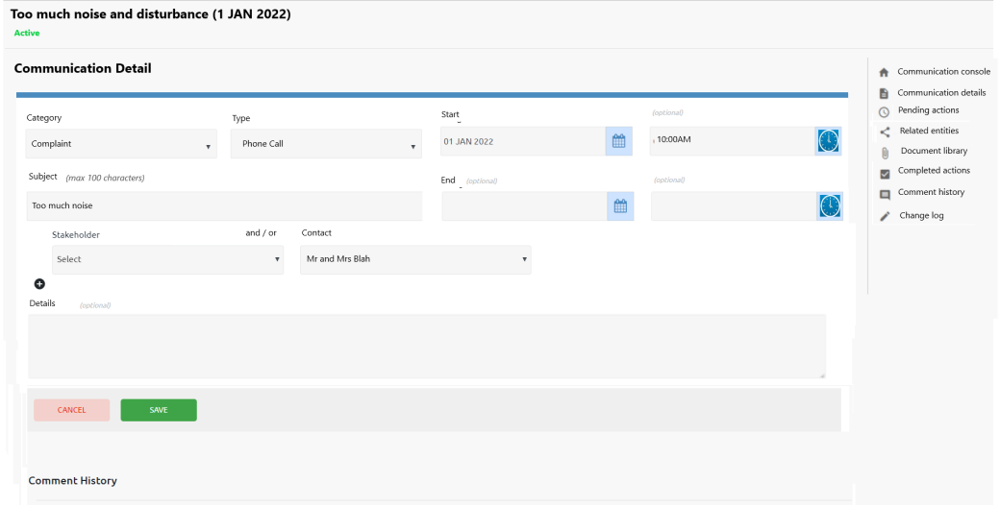 Too much noise and disturbance (1 JAN 2022)
Active
Communication Detail
Category
Type
Start
(optional)
Complaint
Phone Call
01 JAN 2022
10:00AM
Subject (max 100 characters)
End (optional)
(optional)
Too much noise
Stakeholder
and / or
Contact
Select
Mr and Mrs Blah
Details (optional)
CANCEL
SAVE
Comment History
Communication console
Communication details
Pending actions
Related entities
Document library
Completed actions
Comment history
Change log